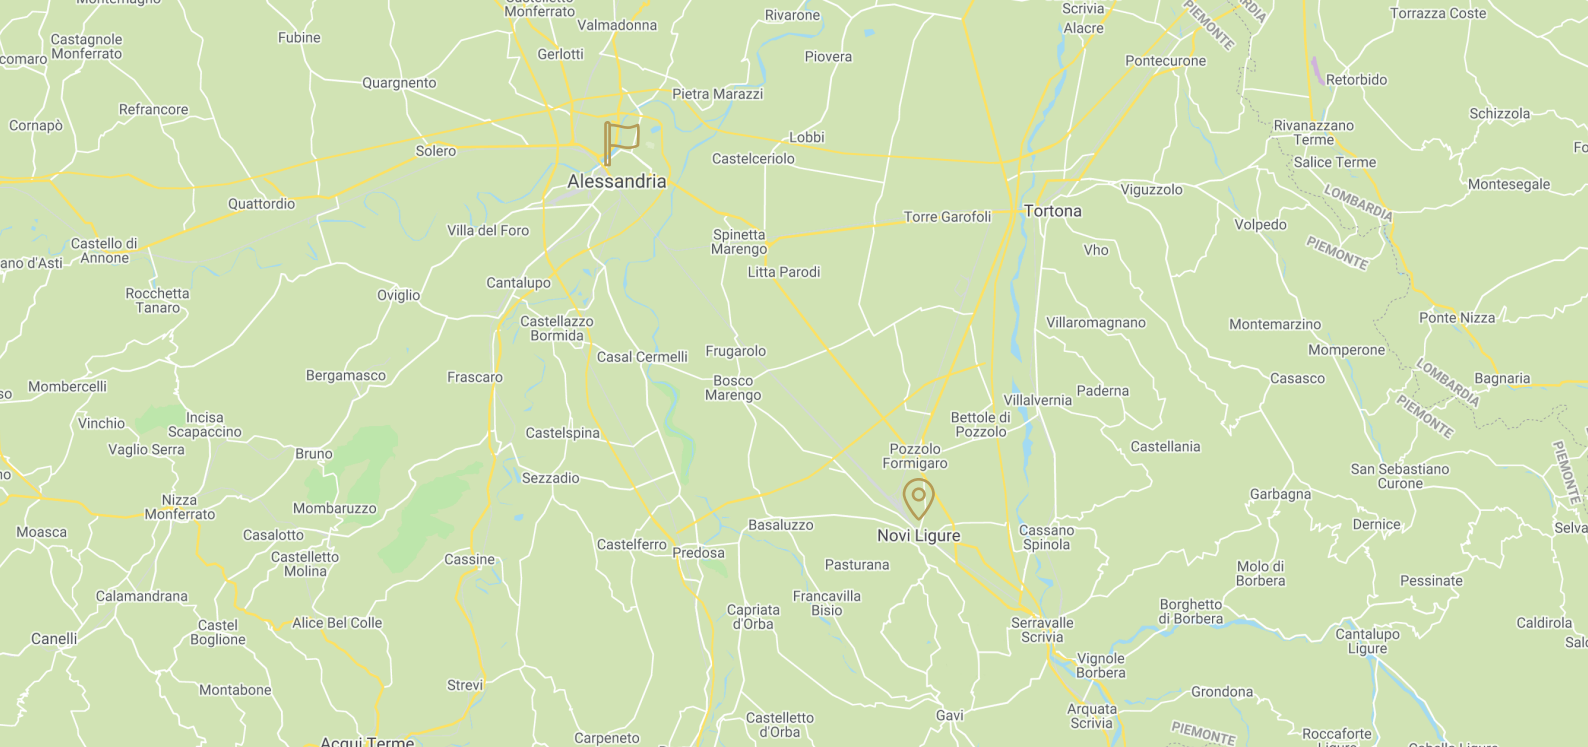 Castelletto
Monferrato
Montemagno
Rivarone
Scrivia
Torrazza Coste
PIEMONTE
Castagnole
Monferrato
Fubine
Valmadonna
Alacre
Gerlotti
Piovera
Pontecurone
Retorbido
Quargnento
Pietra Marazzi
Refrancore
Schizzola
Cornapò
Rivanazzano
Terme
Solero
Lobbi
Castelceriolo
Salice Terme
Alessandria
Montesegale
Viguzzolo
Quattordio
LOMBARDIA
Torre Garofoli
Tortona
Volpedo
Villa del Foro
Spinetta
Marengo
PIEMONTE
Castello di
Annone
Vho
ano d'Asti
Litta Parodi
Cantalupo
Rocchetta
Tanaro
Oviglio
Castellazzo
Bormida
Villaromagnano
Montemarzino
Ponte Nizza
Casal Cermelli
Frugarolo
Momperone
Bergamasco
Frascaro
Bosco
Marengo
LOMBARDIA
Casasco
Bagnaria
Mombercelli
Paderna
Villalvernia
Vinchio
Incisa
Scapaccino
Bettole di
Pozzolo
PIEMONTE
Castelspina
Vaglio Serra
Bruno
Pozzolo
Formigaro
Castellania
PIEMONTE
Sezzadio
San Sebastiano
Curone
Nizza
Monferrato
Mombaruzzo
Garbagna
Moasca
Casalotto
Basaluzzo
Novi Ligure
Cassano
Spinola
Dernice
Castelletto
Molina
Cassine
Castelferro
Predosa
Pasturana
Molo di
Borbera
Pessinate
Calamandrana
Francavilla
Bisio
Capriata
d'Orba
Borghetto
di Borbera
Castel
Boglione
Alice Bel Colle
Serravalle
Scrivia
Caldirola
Canelli
Cantalupo
Ligure
Vignole
Borbera
Montabone
Strevi
Grondona
Castelletto
d'Orba
Gavi
Arquata
Scrivia
PIEMONTE
Acqui Terme
Carpeneto
Roccaforte
Ligure